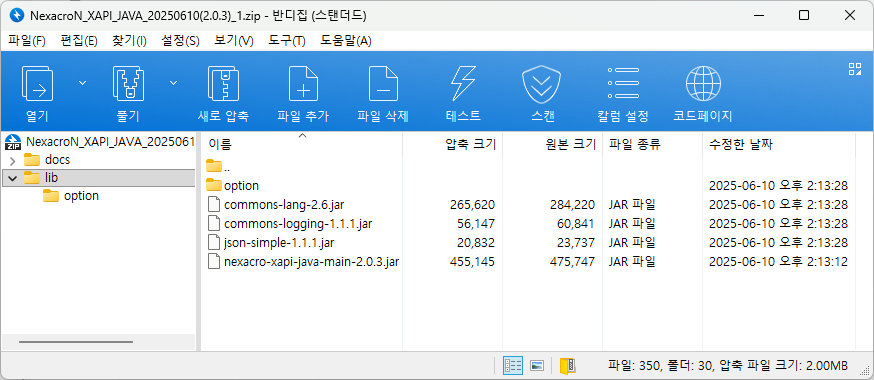 NexacroN_XAPI_JAVA_20250610(2.0.3)_1.zip - 반디집 (스탠더드)
파일(F) 편집(E) 찾기(I) 설정(S) 보기(V) 도구(T) 도움말(A)
열기 풀기 새로 압축 파일 추가 파일 삭제 테스트 스캔 칼럼 설정 코드페이지
ZIP NexacroN_XAPI_JAVA_2025061
docs
lib
option
이름 압축 크기 원본 크기 파일 종류 수정한 날짜
..
option 2025-06-10 오후 2:13:28
commons-lang-2.6.jar 265,620 284,220 JAR 파일 2025-06-10 오후 2:13:28
commons-logging-1.1.1.jar 56,147 60,841 JAR 파일 2025-06-10 오후 2:13:28
json-simple-1.1.1.jar 20,832 23,737 JAR 파일 2025-06-10 오후 2:13:28
nexacro-xapi-java-main-2.0.3.jar 455,145 475,747 JAR 파일 2025-06-10 오후 2:13:12
파일: 350, 폴더: 30, 압축 파일 크기: 2.00MB